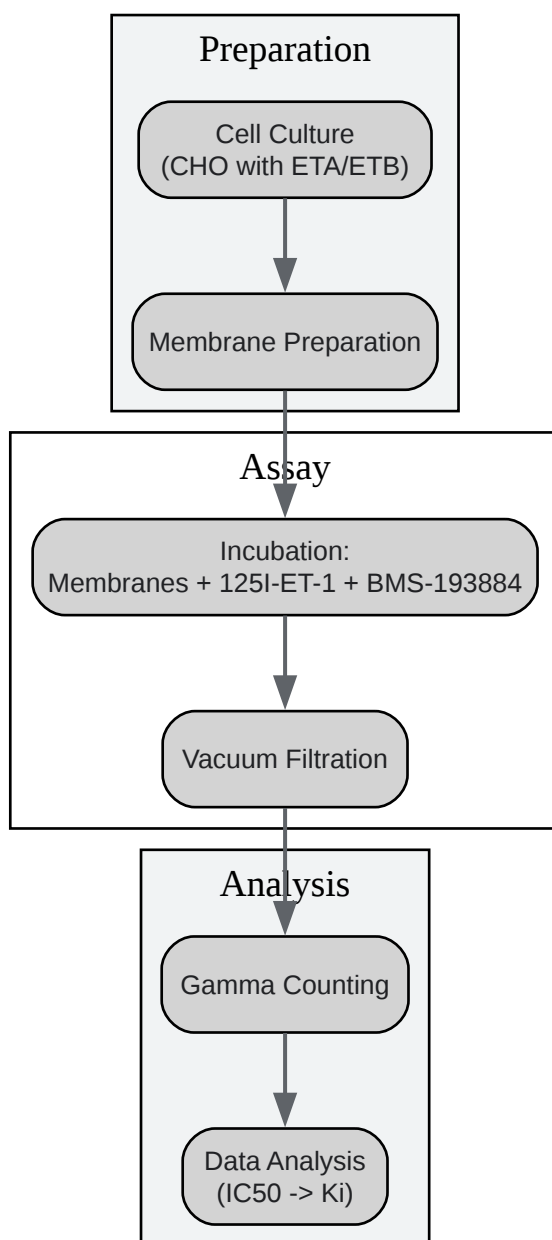 Preparation
Cell Culture
(CHO with ETA/ETB)
Membrane Preparation
Assay
Incubation:
Membranes + 125I-ET-1 + BMS-193884
Vacuum Filtration
Analysis
Gamma Counting
Data Analysis
(IC50 -> Ki)